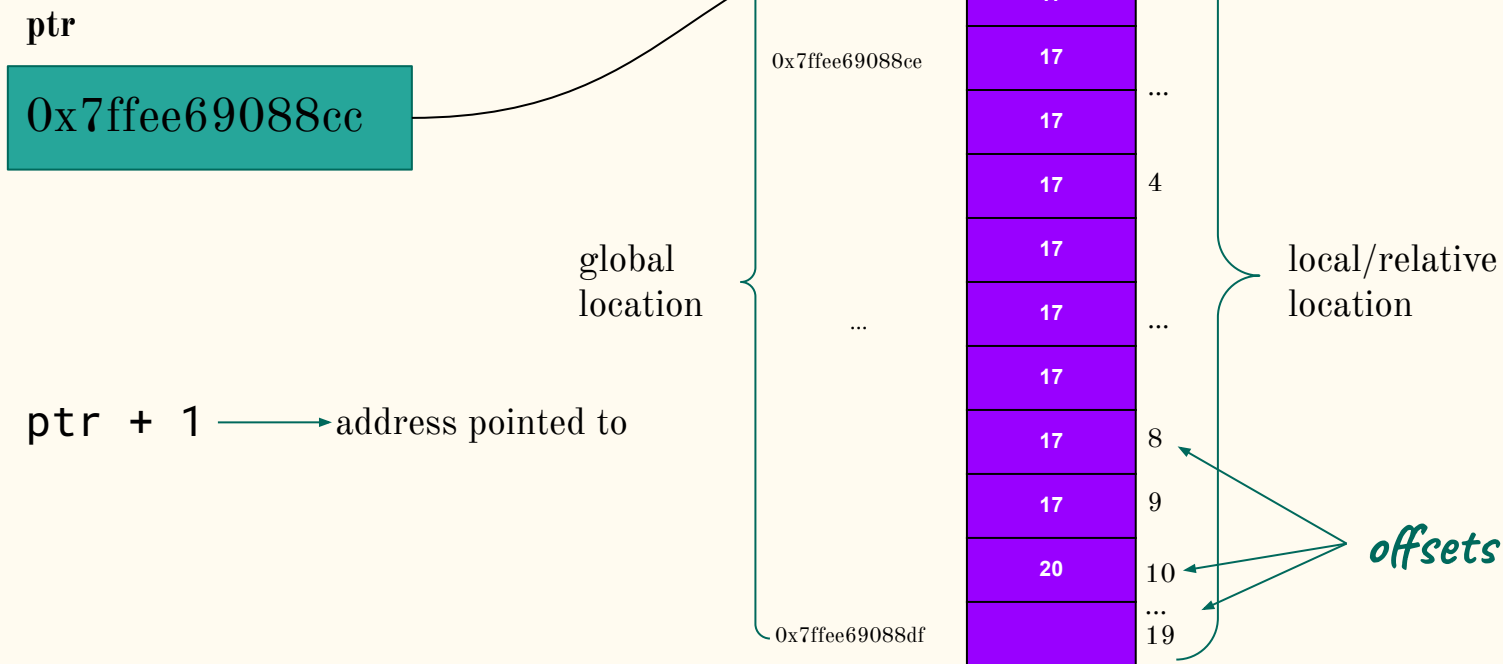 ptr
0x7ffee69088cc
0x7ffee69088ce
17
...
17
17
4
global
location
17
local/relative
location
...
17
...
17
ptr + 1
address pointed to
17
8
17
9
offsets
20
10
...
0x7ffee69088df
19